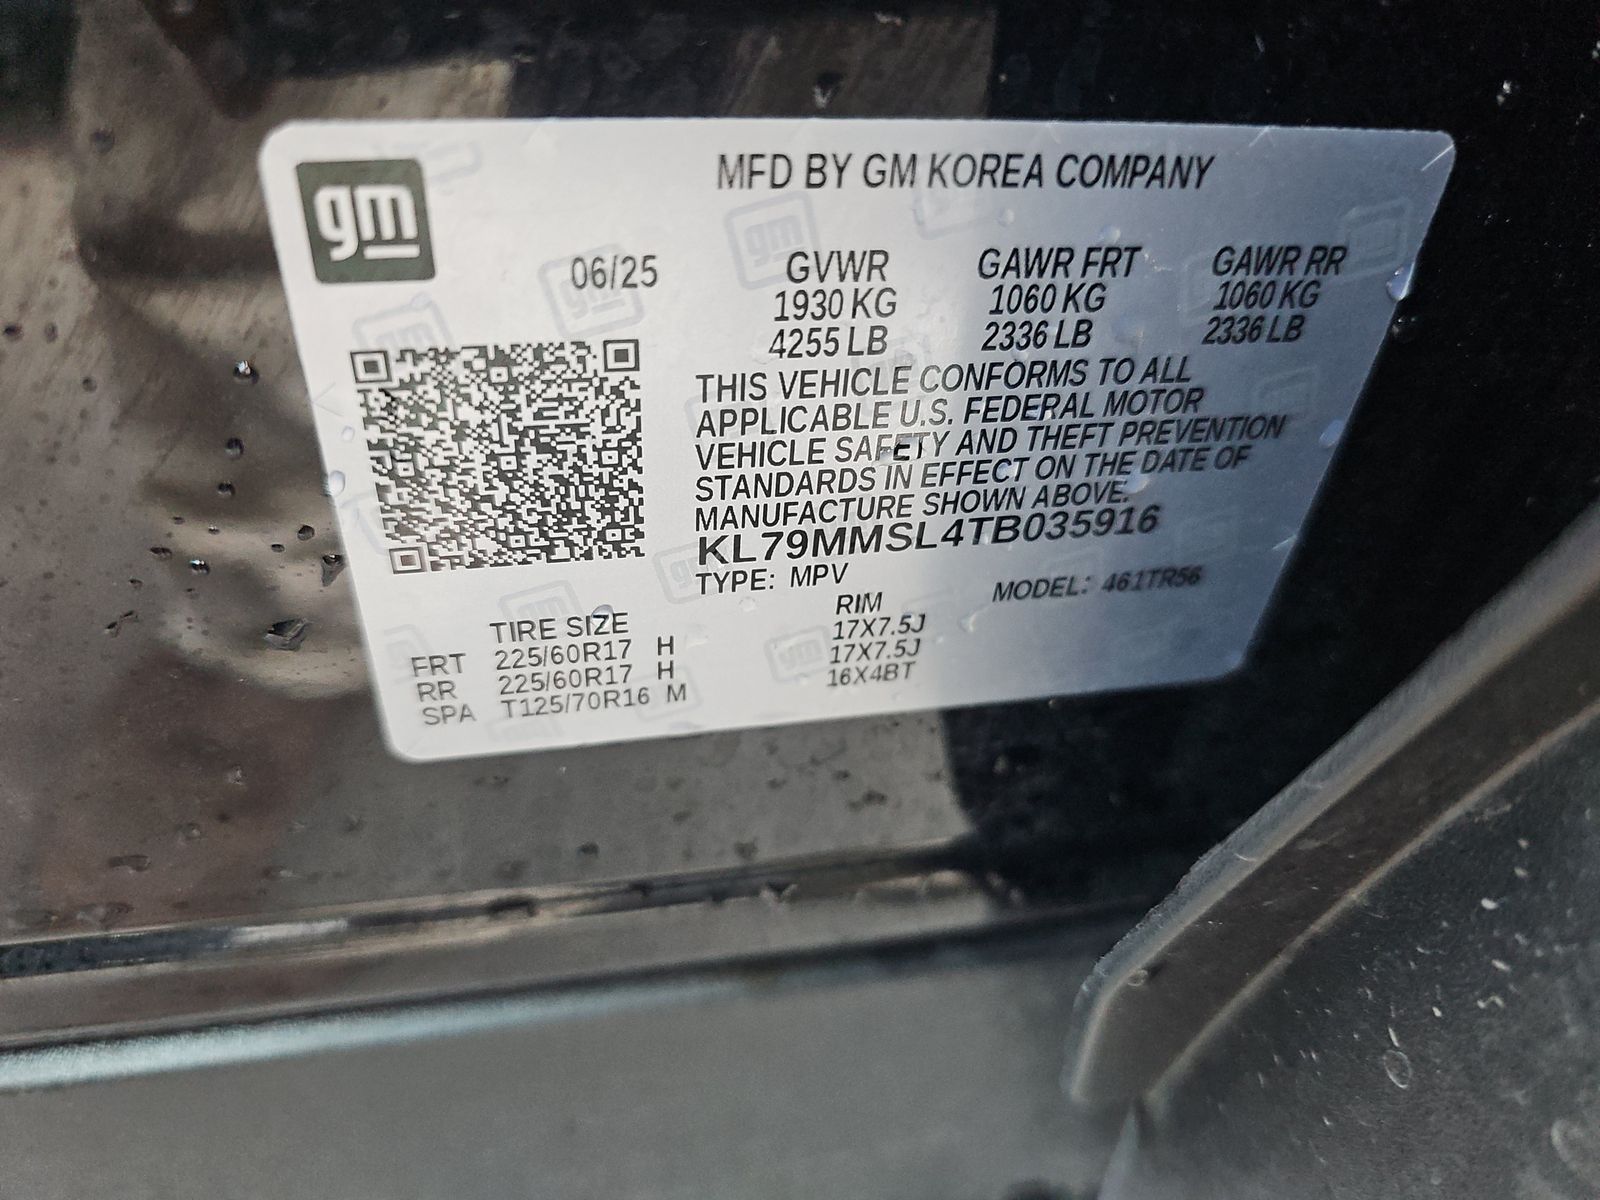 gm
MFD BY GM KOREA COMPANY
06/25 GVWR GAWR FRT GAWR RR
1930 KG 1060 KG 1060 KG
4255 LB 2336 LB 2336 LB
THIS VEHICLE CONFORMS TO ALL
APPLICABLE U.S. FEDERAL MOTOR
VEHICLE SAFETY AND THEFT PREVENTION
STANDARDS IN EFFECT ON THE DATE OF
MANUFACTURE SHOWN ABOVE.
KL79MMSL4TB035916
TYPE: MPV MODEL: 461TR56
TIRE SIZE RIM
FRT 225/60R17 H 17X7.5J
RR 225/60R17 H 17X7.5J
SPA T125/70R16 M 16X4BT